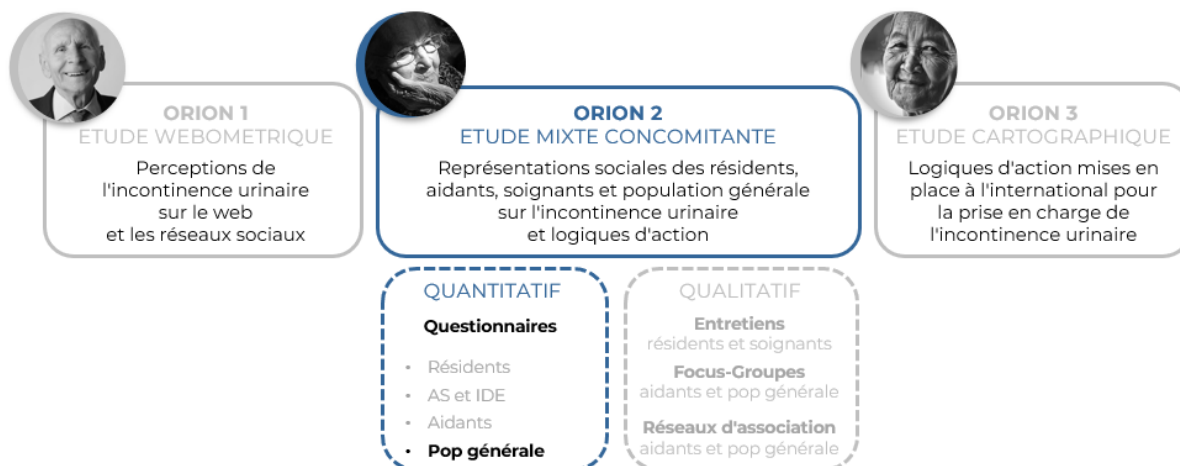 ORION 1
ETUDE WEBOMETRIQUE
Perceptions de
l'incontinence urinaire
sur le web
et les réseaux sociaux
ORION 2
ETUDE MIXTE CONCOMITANTE
Représentations sociales des résidents,
aidants, soignants et population générale
sur l'incontinence urinaire
et logiques d'action
ORION 3
ETUDE CARTOGRAPHIQUE
Logiques d'action mises en
place à l'international pour
la prise en charge de
l'incontinence urinaire
QUANTITATIF
Questionnaires
• Résidents
• AS et IDE
• Aidants
• Pop générale
QUALITATIF
Entretiens
résidents et soignants
Focus-Groupes
aidants et pop générale
Réseaux d'association
aidants et pop générale